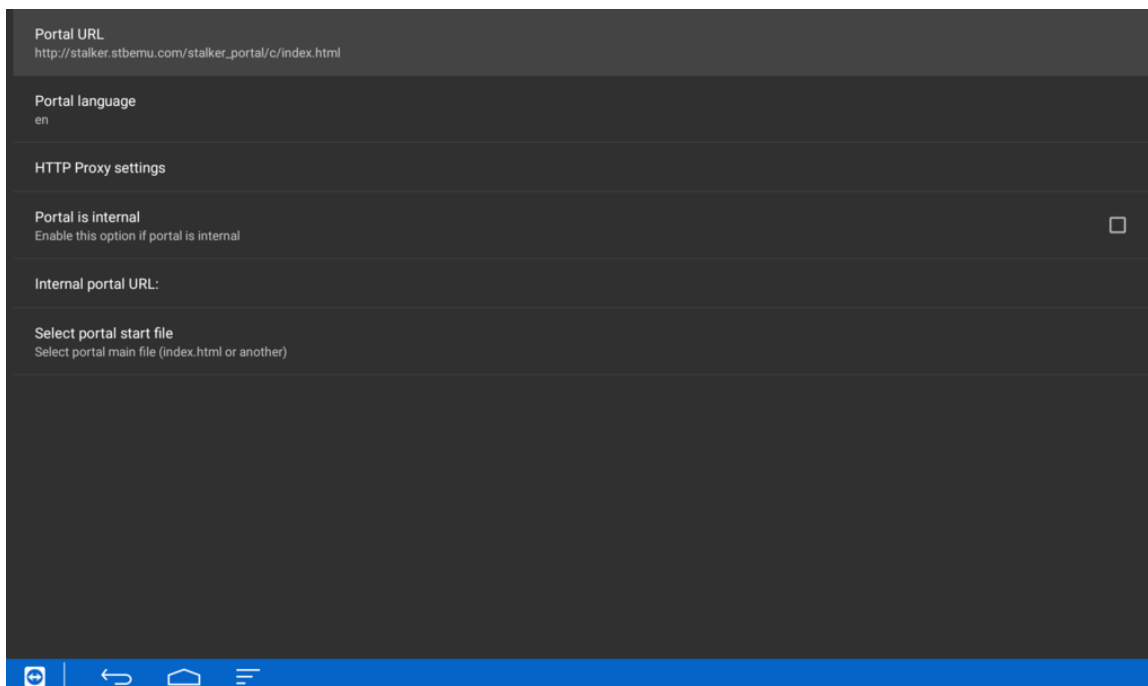 Portal URL
http://stalker.stbemu.com/stalker_portal/c/index.html
Portal language
en
HTTP Proxy settings
Portal is internal
Enable this option if portal is internal
Internal portal URL:
Select portal start file
Select portal main file (index.html or another)